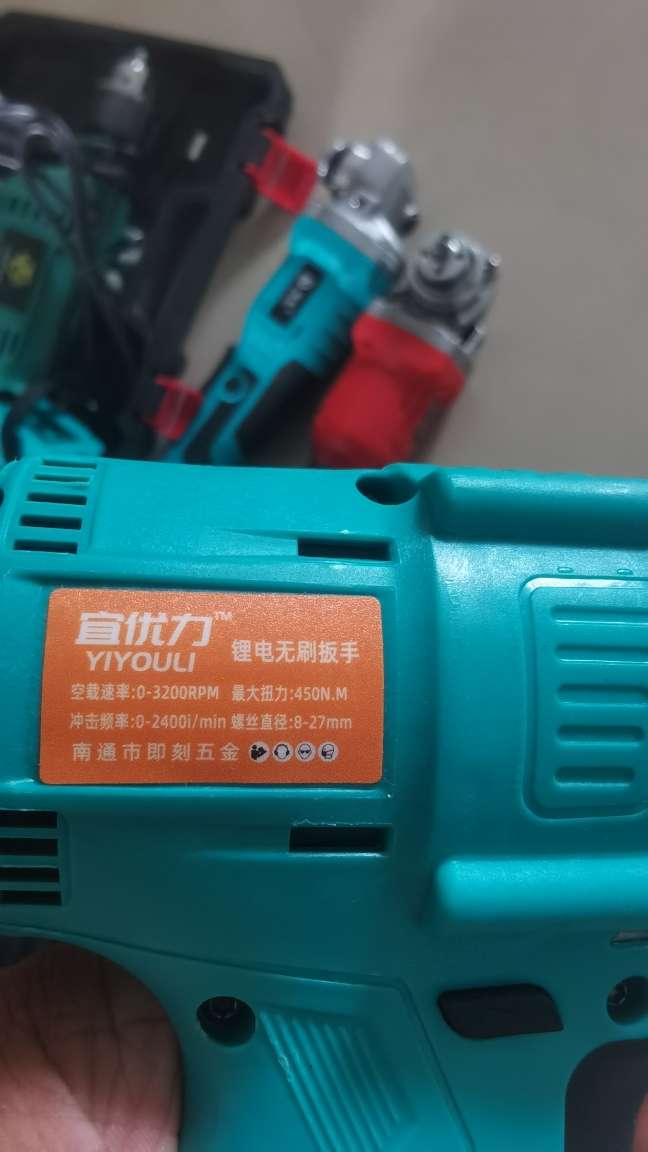 宜优力™
YIYOULI
锂电无刷扳手
空载速率:0-3200RPM 最大扭力:450N.M
冲击频率:0-2400i/min 螺丝直径:8-27mm
南通市即刻五金